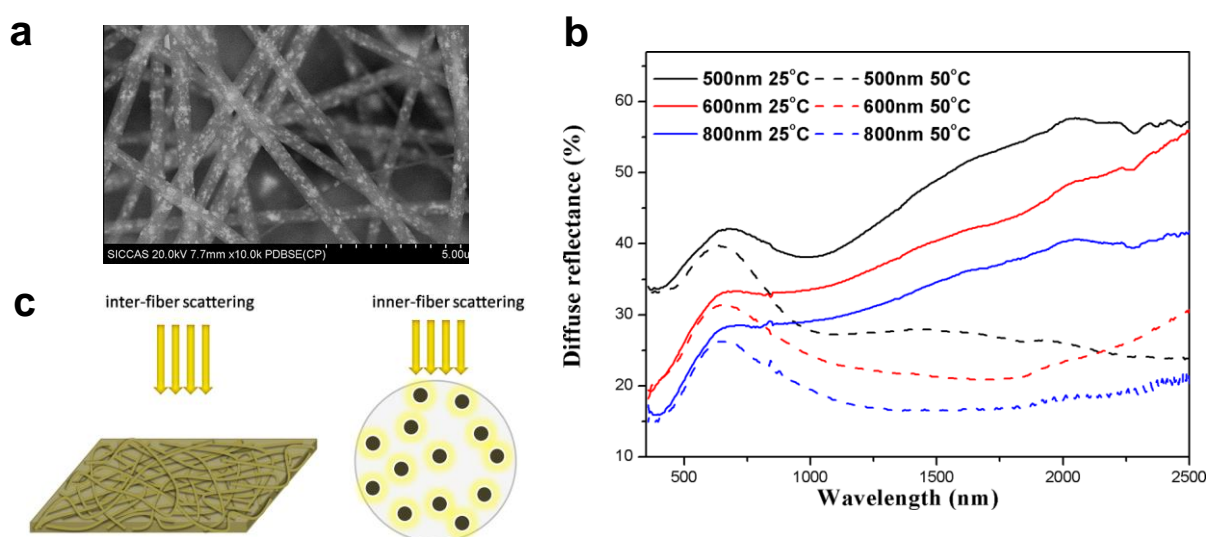 a
SICCAS 20.0kV 7.7mm x10.0k PDBSE(CP) 5.00u
b
500nm 25°C 500nm 50°C
600nm 25°C 600nm 50°C
800nm 25°C 800nm 50°C
60
50
40
30
20
10
Diffuse reflectance (%)
500 1000 1500 2000 2500
Wavelength (nm)
c
inter-fiber scattering inner-fiber scattering